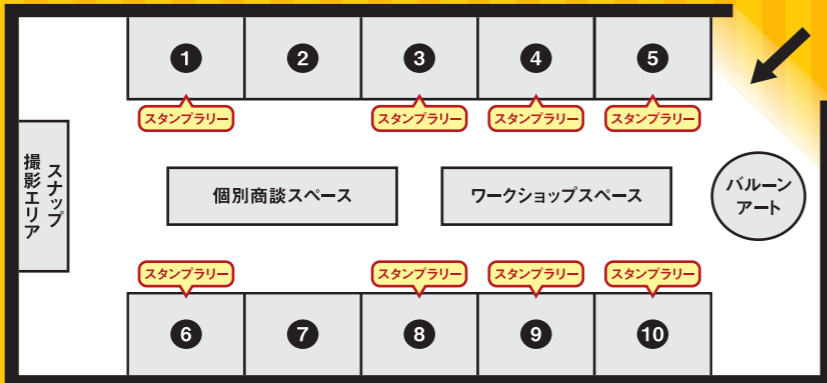 1
2
3
4
5
スタンプラリー
スタンプラリー
スタンプラリー
スタンプラリー
スナップ
撮影エリア
個別商談スペース
ワークショップスペース
バルーン
アート
スタンプラリー
スタンプラリー
スタンプラリー
スタンプラリー
6
7
8
9
10